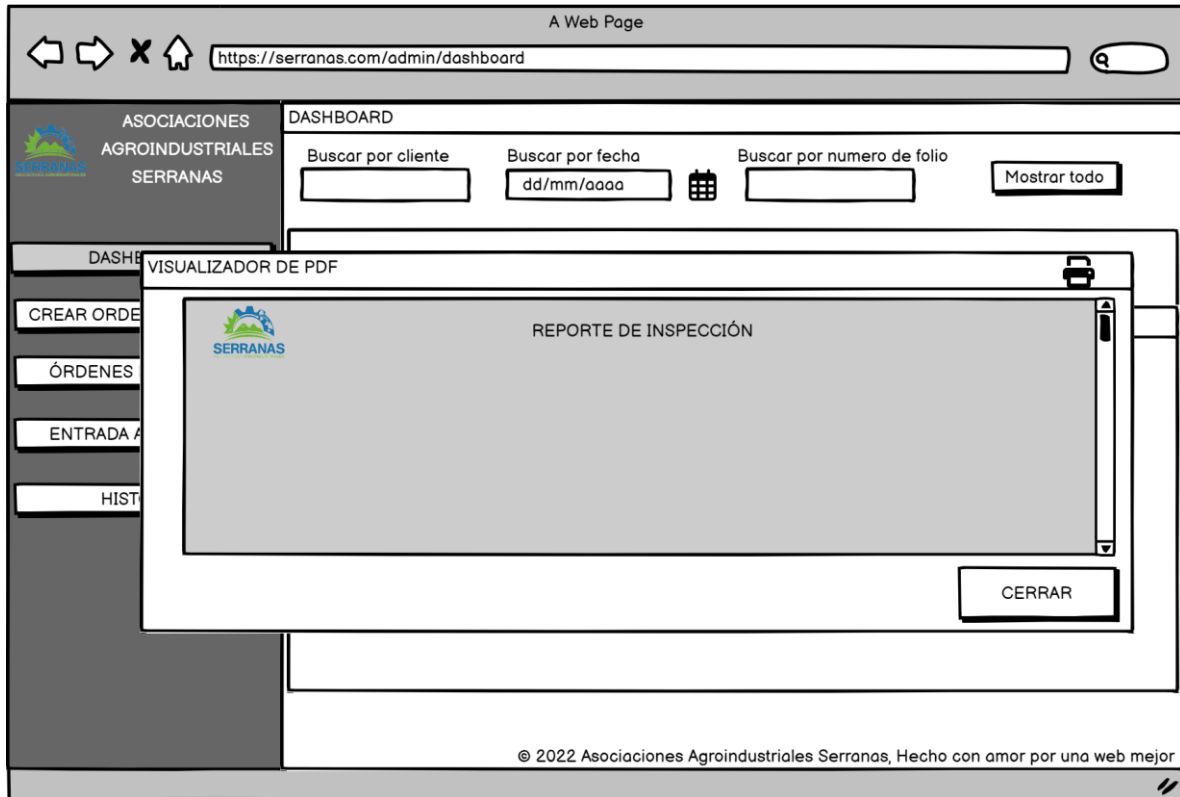 A Web Page
https://serranas.com/admin/dashboard
ASOCIACIONES
AGROINDUSTRIALES
SERRANAS
SERRANAS
DASHBOARD
Buscar por cliente
Buscar por fecha
Buscar por numero de folio
dd/mm/aaaa
Mostrar todo
DASHB
CREAR ORDE
ÓRDENES
ENTRADA A
HIST
VISUALIZADOR DE PDF
SERRANAS
REPORTE DE INSPECCIÓN
CERRAR
© 2022 Asociaciones Agroindustriales Serranas, Hecho con amor por una web mejor